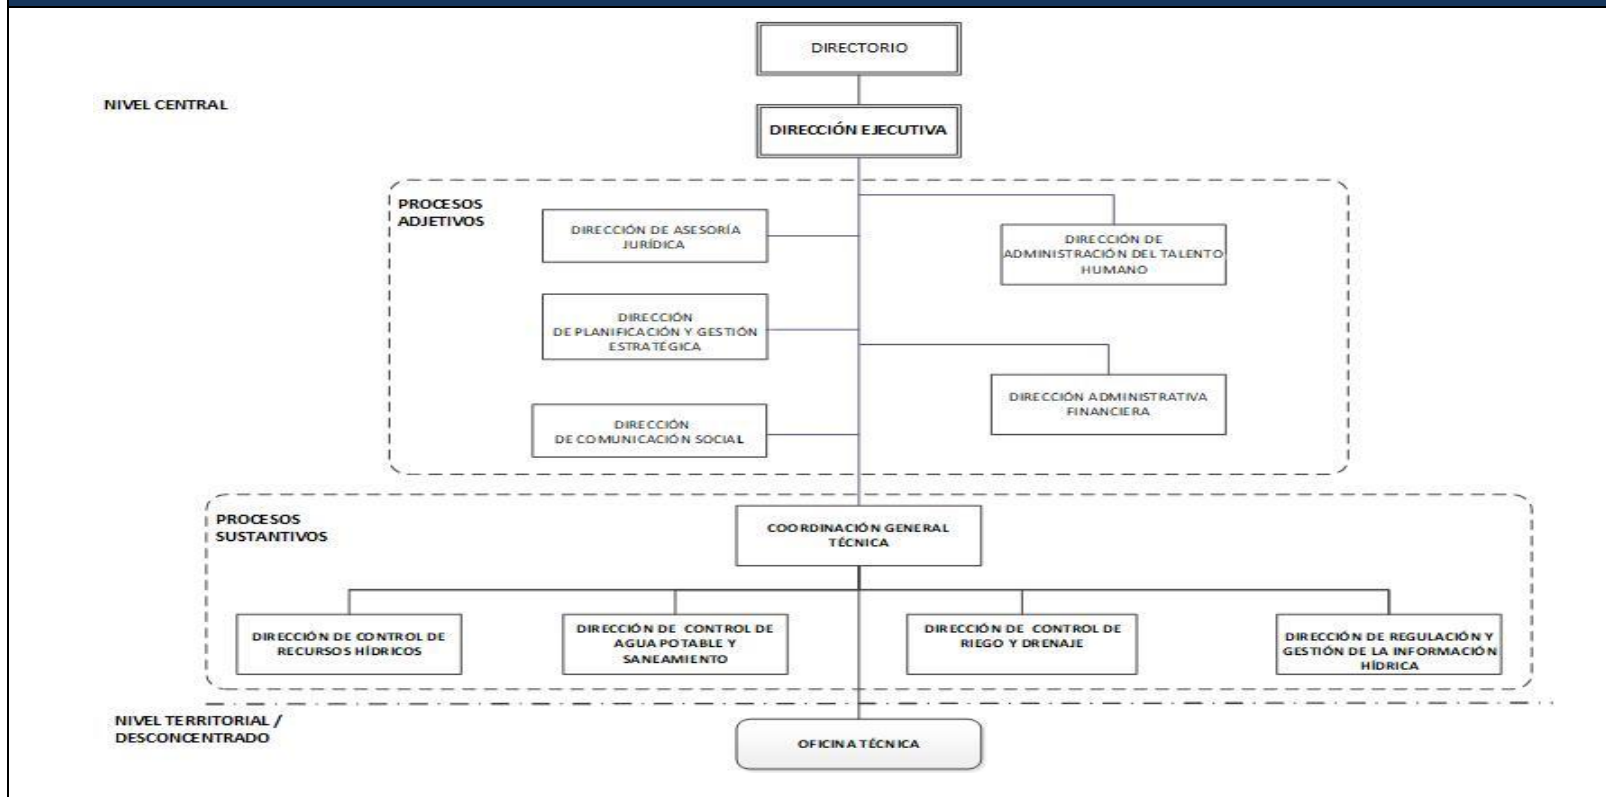 DIRECTORIO
NIVEL CENTRAL
DIRECCIÓN EJECUTIVA
PROCESOS
ADJETIVOS
DIRECCIÓN DE ASESORÍA
JURÍDICA
DIRECCIÓN DE
ADMINISTRACIÓN DEL TALENTO
HUMANO
DIRECCIÓN
DE PLANIFICACIÓN Y GESTIÓN
ESTRATÉGICA
DIRECCIÓN ADMINISTRATIVA
FINANCIERA
DIRECCIÓN
DE COMUNICACIÓN SOCIAL
PROCESOS
SUSTANTIVOS
COORDINACIÓN GENERAL
TÉCNICA
DIRECCIÓN DE CONTROL DE
RECURSOS HÍDRICOS
DIRECCIÓN DE CONTROL DE
AGUA POTABLE Y
SANEAMIENTO
DIRECCIÓN DE CONTROL DE
RIEGO Y DRENAJE
DIRECCIÓN DE REGULACIÓN Y
GESTIÓN DE LA INFORMACIÓN
HÍDRICA
NIVEL TERRITORIAL /
DESCONCENTRADO
OFICINA TÉCNICA